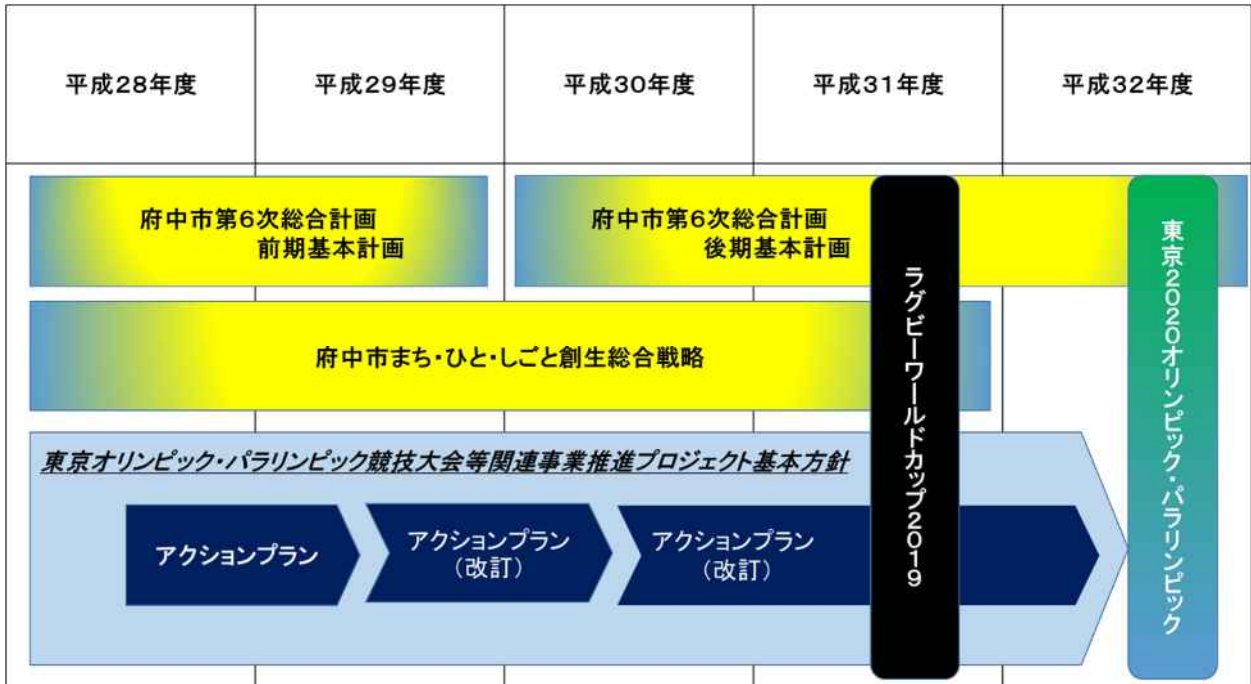 平成28年度
平成29年度
平成30年度
平成31年度
平成32年度
府中市第6次総合計画
前期基本計画
府中市第6次総合計画
後期基本計画
府中市まち・ひと・しごと創生総合戦略
東京オリンピック・パラリンピック競技大会等関連事業推進プロジェクト基本方針
アクションプラン
アクションプラン
（改訂）
アクションプラン
（改訂）
ラグビーワールドカップ2019
東京2020オリンピック・パラリンピック